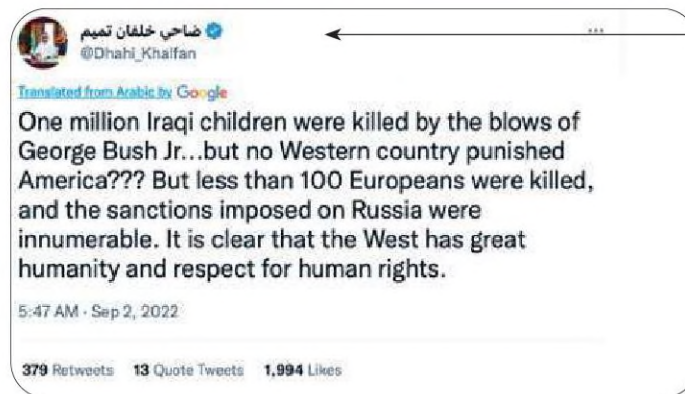 ضاحي خلفان تميم
...
@Dhahi_Khalfan
Translated from Arabic by Google
One million Iraqi children were killed by the blows of
George Bush Jr...but no Western country punished
America??? But less than 100 Europeans were killed,
and the sanctions imposed on Russia were
innumerable. It is clear that the West has great
humanity and respect for human rights.
5:47 AM · Sep 2, 2022
379 Retweets 13 Quote Tweets 1,994 Likes